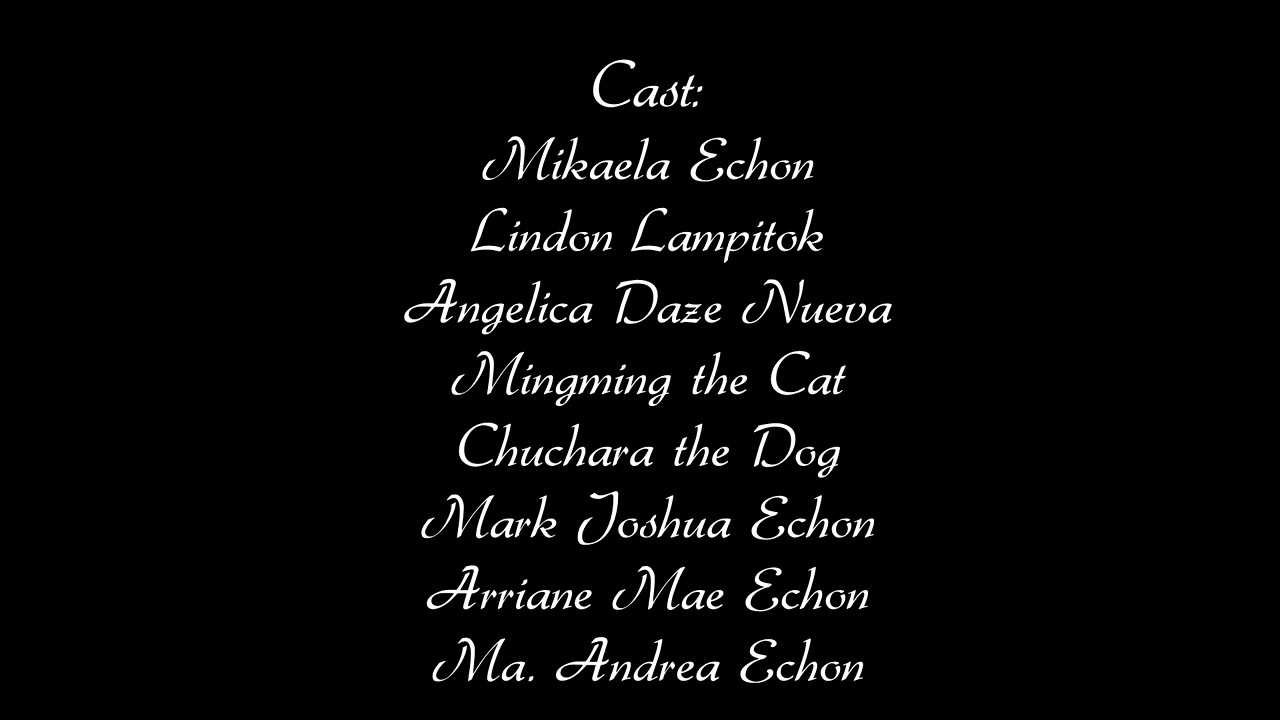 Cast:
Mikaela Echon
Lindon Lampitok
Angelica Daze Nueva
Mingming the Cat
Chuchara the Dog
Mark Joshua Echon
Arriane Mae Echon
Ma. Andrea Echon